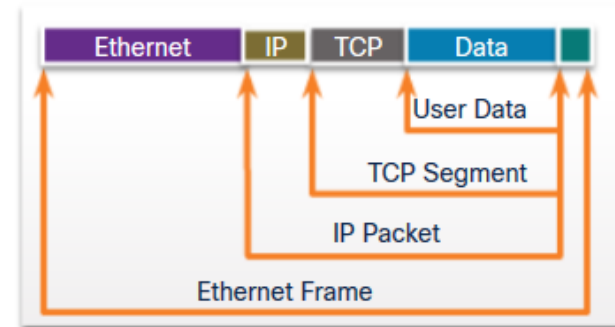 Ethernet IP TCP Data
User Data
TCP Segment
IP Packet
Ethernet Frame